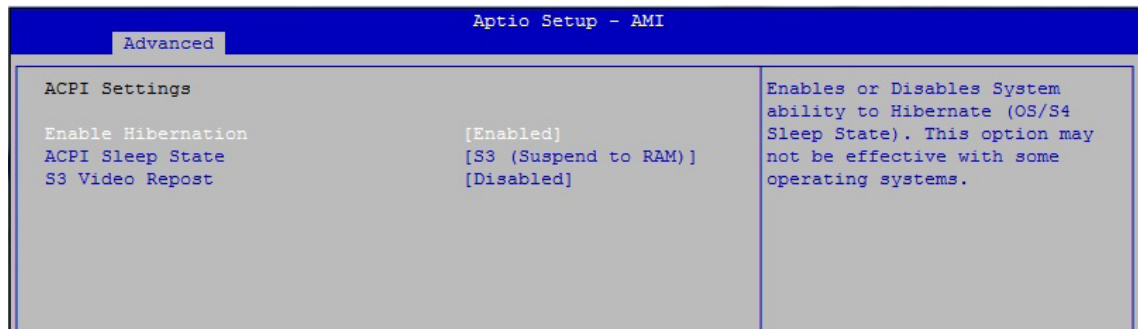 Aptio Setup - AMI
Advanced
ACPI Settings
Enable Hibernation [Enabled]
ACPI Sleep State [S3 (Suspend to RAM)]
S3 Video Repost [Disabled]
Enables or Disables System
ability to Hibernate (OS/S4
Sleep State). This option may
not be effective with some
operating systems.